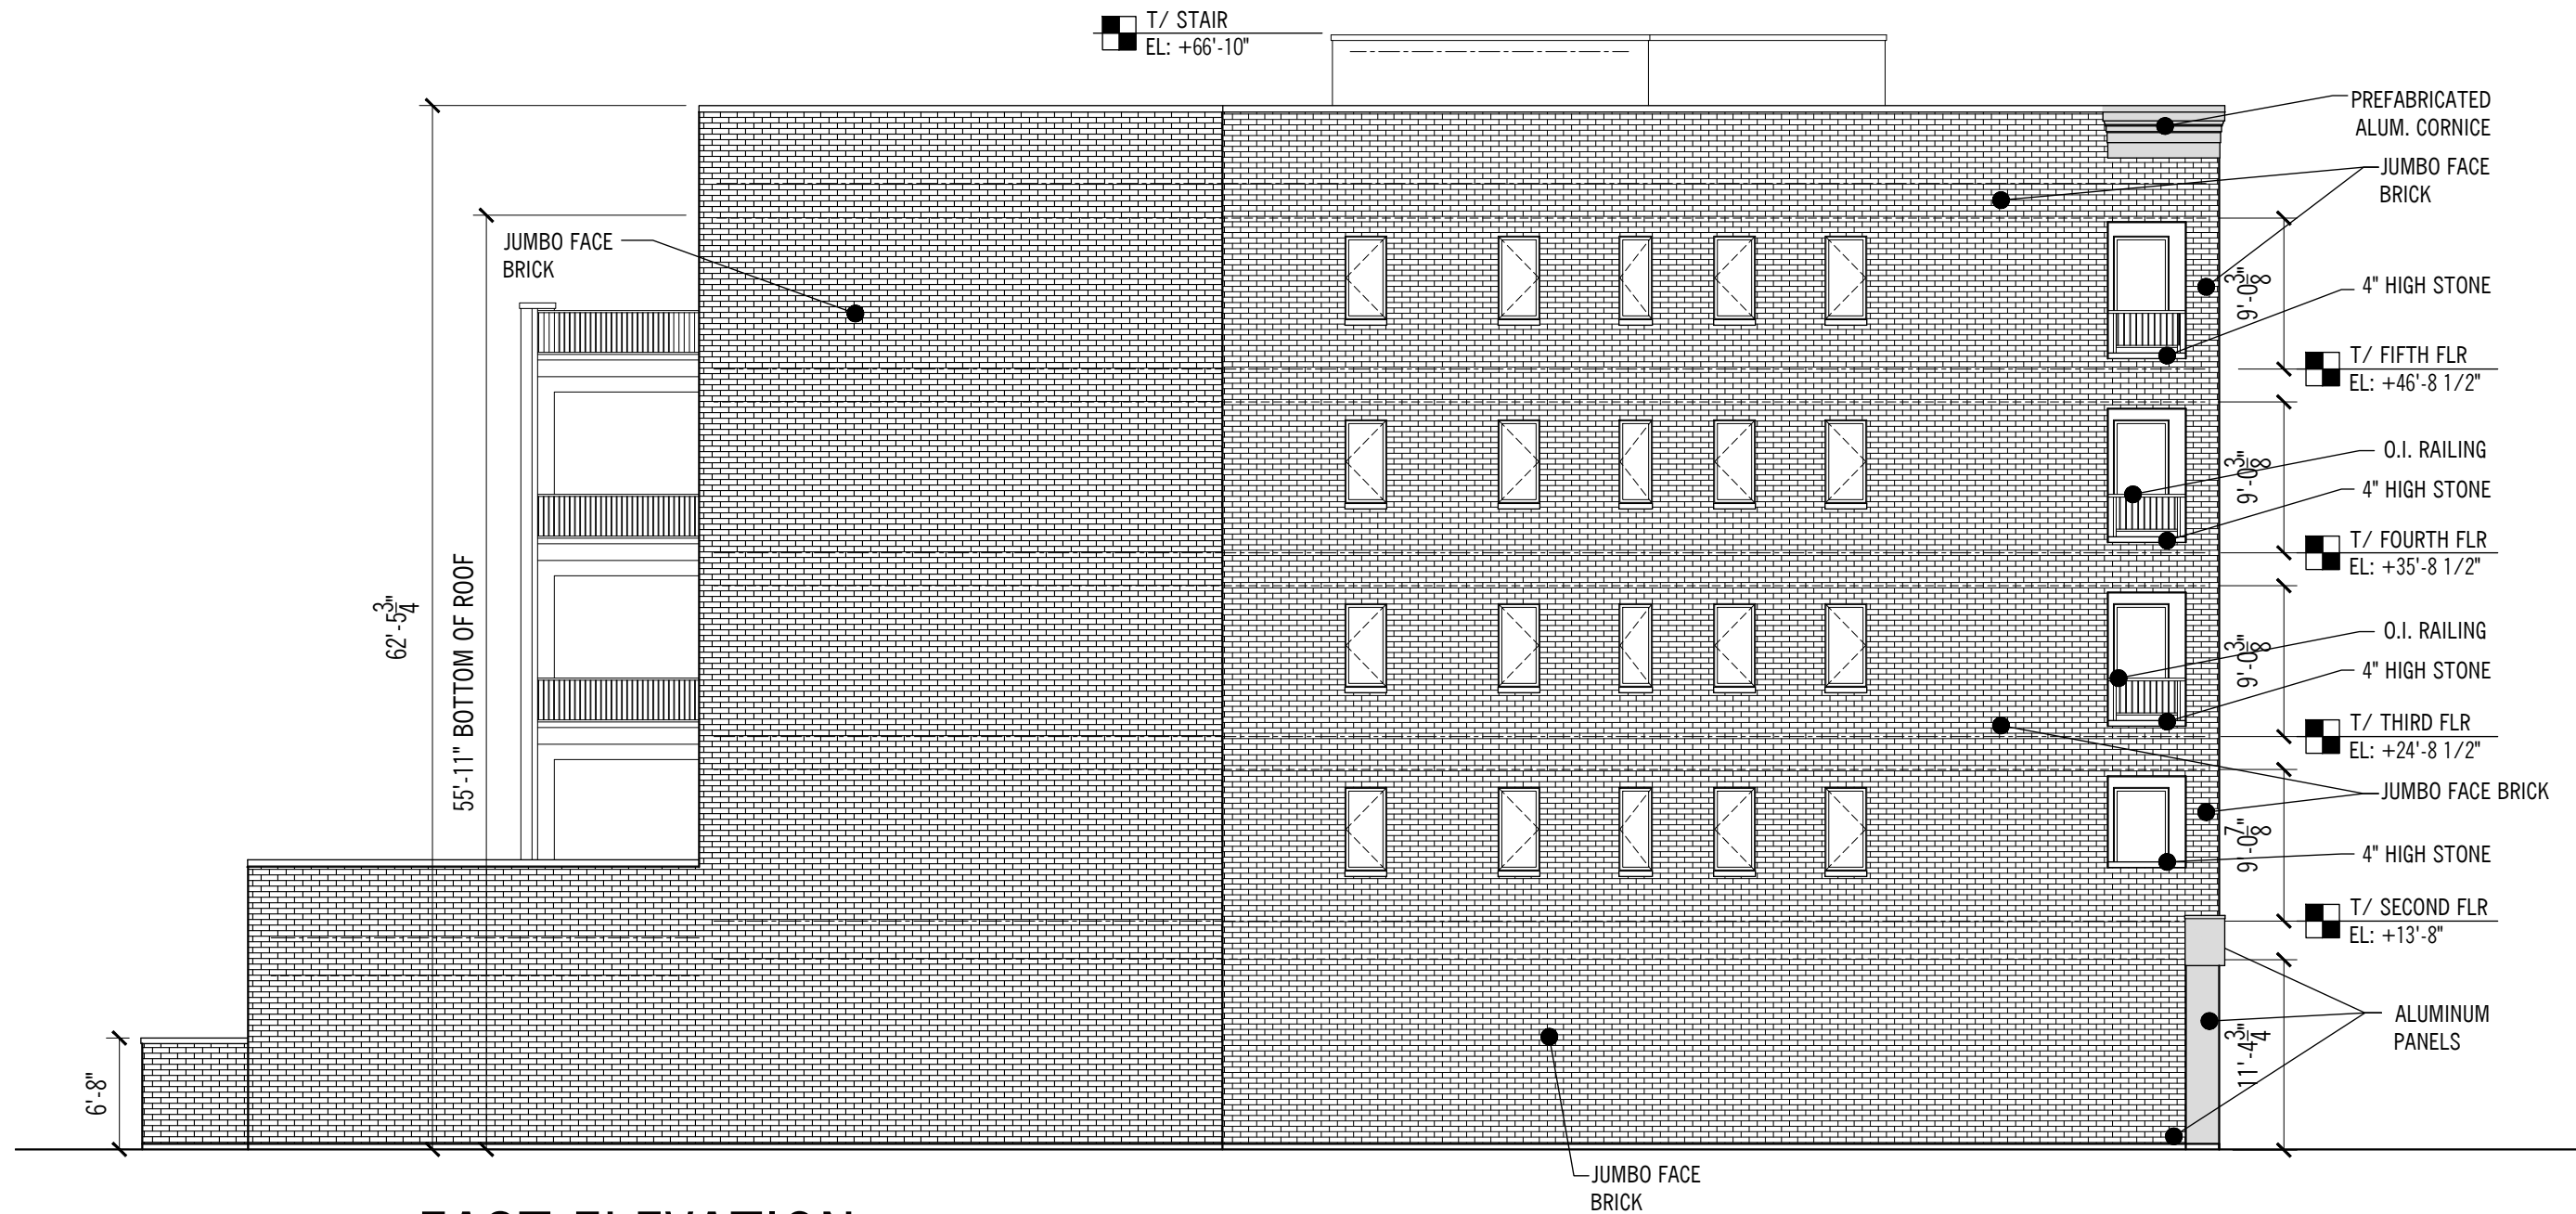 T/ STAIR
EL: +66'-10"
PREFABRICATED
ALUM. CORNICE
JUMBO FACE
BRICK
JUMBO FACE
BRICK
9'-0 3/8"
4" HIGH STONE
T/ FIFTH FLR
EL: +46'-8 1/2"
O.I. RAILING
9'-0 3/8"
4" HIGH STONE
T/ FOURTH FLR
EL: +35'-8 1/2"
62'-5 3/4"
55'-11" BOTTOM OF ROOF
O.I. RAILING
9'-0 3/8"
4" HIGH STONE
T/ THIRD FLR
EL: +24'-8 1/2"
JUMBO FACE BRICK
9'-0 7/8"
4" HIGH STONE
T/ SECOND FLR
EL: +13'-8"
ALUMINUM
PANELS
11'-4 3/4"
6'-8"
JUMBO FACE
BRICK
EAST ELEVATION